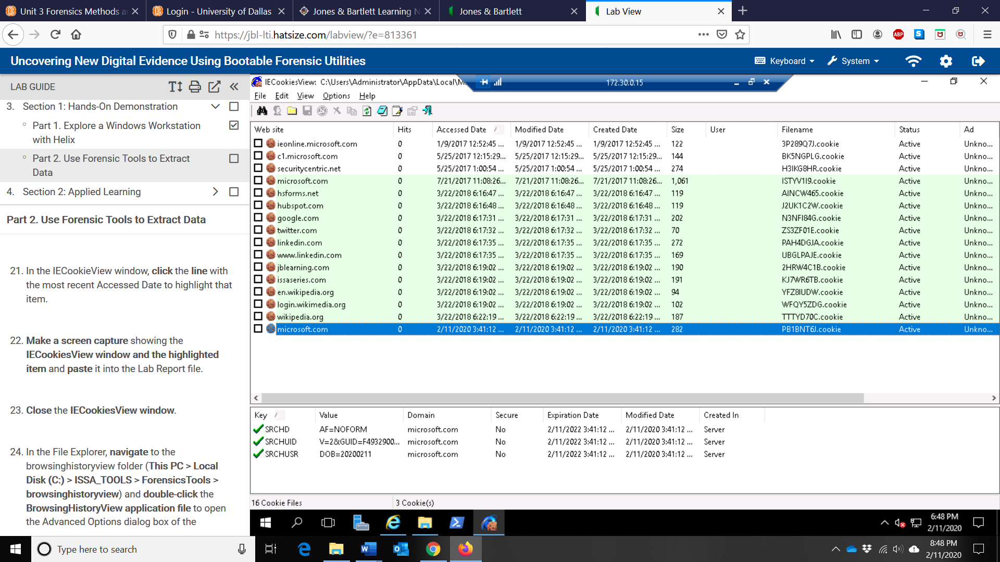 Unit 3 Forensics Methods a
Login - University of Dallas
Jones & Bartlett Learning N
Jones & Bartlett
Lab View
https://jbl-lti.hatsize.com/labview/?e=813361
ABP
S
Uncovering New Digital Evidence Using Bootable Forensic Utilities
Keyboard
System
LAB GUIDE
3. Section 1: Hands-On Demonstration
Part 1. Explore a Windows Workstation
with Helix
Part 2. Use Forensic Tools to Extract
Data
4. Section 2: Applied Learning
Part 2. Use Forensic Tools to Extract Data
21. In the IECookieView window, click the line with
the most recent Accessed Date to highlight that
item.
22. Make a screen capture showing the
IECookiesView window and the highlighted
item and paste it into the Lab Report file.
23. Close the IECookiesView window.
24. In the File Explorer, navigate to the
browsinghistoryview folder (This PC > Local
Disk (C:) > ISSA_TOOLS > ForensicsTools >
browsinghistoryview) and double-click the
BrowsingHistoryView application file to open
the Advanced Options dialog box of the
IECookiesView: C:\Users\Administrator\AppData\Local\M
172.30.0.15
File Edit View Options Help
Web site Hits Accessed Date Modified Date Created Date Size User Filename Status Ad
ieonline.microsoft.com 0 1/9/2017 12:52:45 ... 1/9/2017 12:52:45 ... 1/9/2017 12:52:45 ... 122 3P289Q7J.cookie Active Unkno...
c1.microsoft.com 0 5/25/2017 12:15:29... 5/25/2017 12:15:29... 5/25/2017 12:15:29... 144 BK5NGPLG.cookie Active Unkno...
securitycentric.net 0 5/25/2017 1:00:54 ... 5/25/2017 1:00:54 ... 5/25/2017 1:00:54 ... 274 H3IKG8HR.cookie Active Unkno...
microsoft.com 0 7/21/2017 11:08:26... 7/21/2017 11:08:26... 7/21/2017 11:08:26... 1,061 ISTYV1I9.cookie Active Unkno...
hsforms.net 0 3/22/2018 6:16:47 ... 3/22/2018 6:16:47 ... 3/22/2018 6:16:47 ... 119 AINCW465.cookie Active Unkno...
hubspot.com 0 3/22/2018 6:16:48 ... 3/22/2018 6:16:48 ... 3/22/2018 6:16:48 ... 119 J2UK1C2W.cookie Active Unkno...
google.com 0 3/22/2018 6:17:31 ... 3/22/2018 6:17:31 ... 3/22/2018 6:17:31 ... 202 N3NFI84G.cookie Active Unkno...
twitter.com 0 3/22/2018 6:17:32 ... 3/22/2018 6:17:32 ... 3/22/2018 6:17:32 ... 70 ZS3ZF01E.cookie Active Unkno...
linkedin.com 0 3/22/2018 6:17:35 ... 3/22/2018 6:17:35 ... 3/22/2018 6:17:35 ... 272 PAH4DGJA.cookie Active Unkno...
www.linkedin.com 0 3/22/2018 6:17:35 ... 3/22/2018 6:17:35 ... 3/22/2018 6:17:35 ... 169 UBGLPAJE.cookie Active Unkno...
jblearning.com 0 3/22/2018 6:19:02 ... 3/22/2018 6:19:02 ... 3/22/2018 6:19:02 ... 190 2HRW4C1B.cookie Active Unkno...
issaseries.com 0 3/22/2018 6:19:02 ... 3/22/2018 6:19:02 ... 3/22/2018 6:19:02 ... 191 KJ7WR6TB.cookie Active Unkno...
en.wikipedia.org 0 3/22/2018 6:19:02 ... 3/22/2018 6:19:02 ... 3/22/2018 6:19:02 ... 94 YFZ8IUDW.cookie Active Unkno...
login.wikimedia.org 0 3/22/2018 6:19:02 ... 3/22/2018 6:19:02 ... 3/22/2018 6:19:02 ... 102 WFQY5ZDG.cookie Active Unkno...
wikipedia.org 0 3/22/2018 6:22:19 ... 3/22/2018 6:22:19 ... 3/22/2018 6:22:19 ... 187 TTTYD70C.cookie Active Unkno...
microsoft.com 0 2/11/2020 3:41:12 ... 2/11/2020 3:41:12 ... 2/11/2020 3:41:12 ... 282 PB1BNT6J.cookie Active Unkno...
Key Value Domain Secure Expiration Date Modified Date Created In
SRCHD AF=NOFORM microsoft.com No 2/11/2022 3:41:12 ... 2/11/2020 3:41:12 ... Server
SRCHUID V=2&GUID=F4932900... microsoft.com No 2/11/2022 3:41:12 ... 2/11/2020 3:41:12 ... Server
SRCHUSR DOB=20200211 microsoft.com No 2/11/2022 3:41:12 ... 2/11/2020 3:41:12 ... Server
16 Cookie Files 3 Cookie(s)
6:48 PM
2/11/2020
Type here to search
8:48 PM
2/11/2020